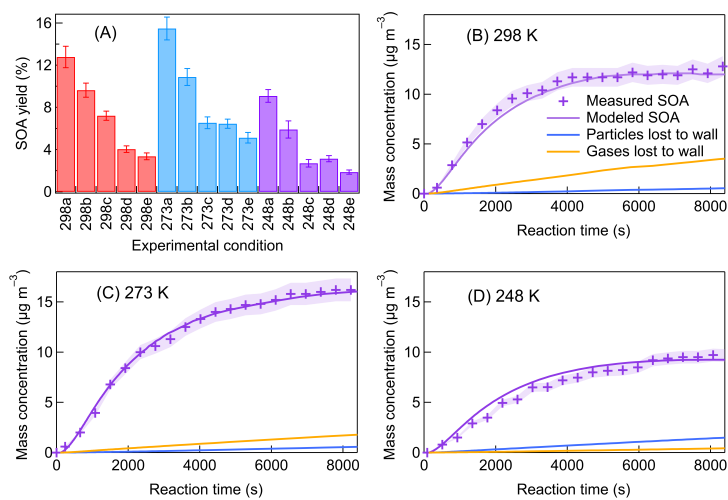 (A)
SOA yield (%)
16
12
8
4
0
298a 298b 298c 298d 298e 273a 273b 273c 273d 273e 248a 248b 248c 248d 248e
Experimental condition
(B) 298 K
Mass concentration (µg m⁻³)
15
10
5
0
Measured SOA
Modeled SOA
Particles lost to wall
Gases lost to wall
0 2000 4000 6000 8000
Reaction time (s)
(C) 273 K
Mass concentration (µg m⁻³)
15
10
5
0
0 2000 4000 6000 8000
Reaction time (s)
(D) 248 K
Mass concentration (µg m⁻³)
15
10
5
0
0 2000 4000 6000 8000
Reaction time (s)